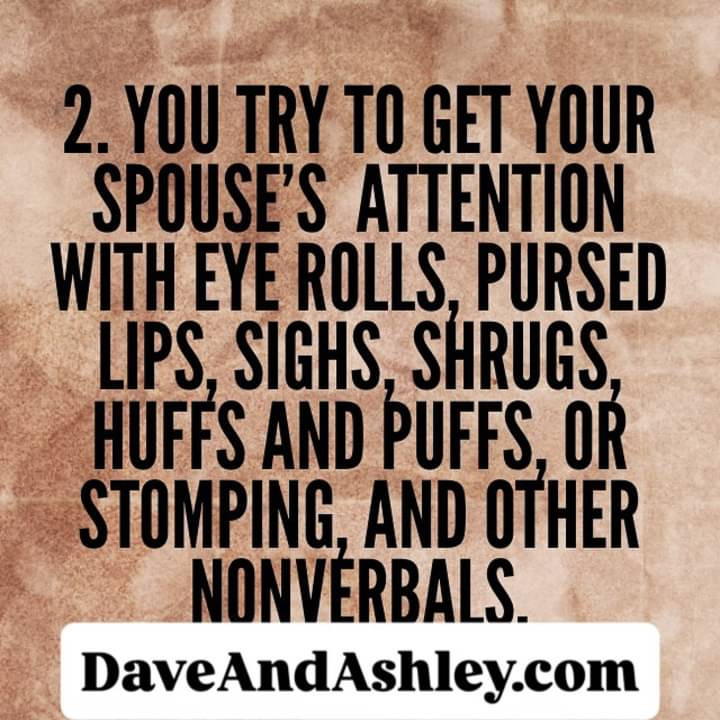 2. YOU TRY TO GET YOUR
SPOUSE’S ATTENTION
WITH EYE ROLLS, PURSED
LIPS, SIGHS, SHRUGS,
HUFFS AND PUFFS, OR
STOMPING, AND OTHER
NONVERBALS.
DaveAndAshley.com